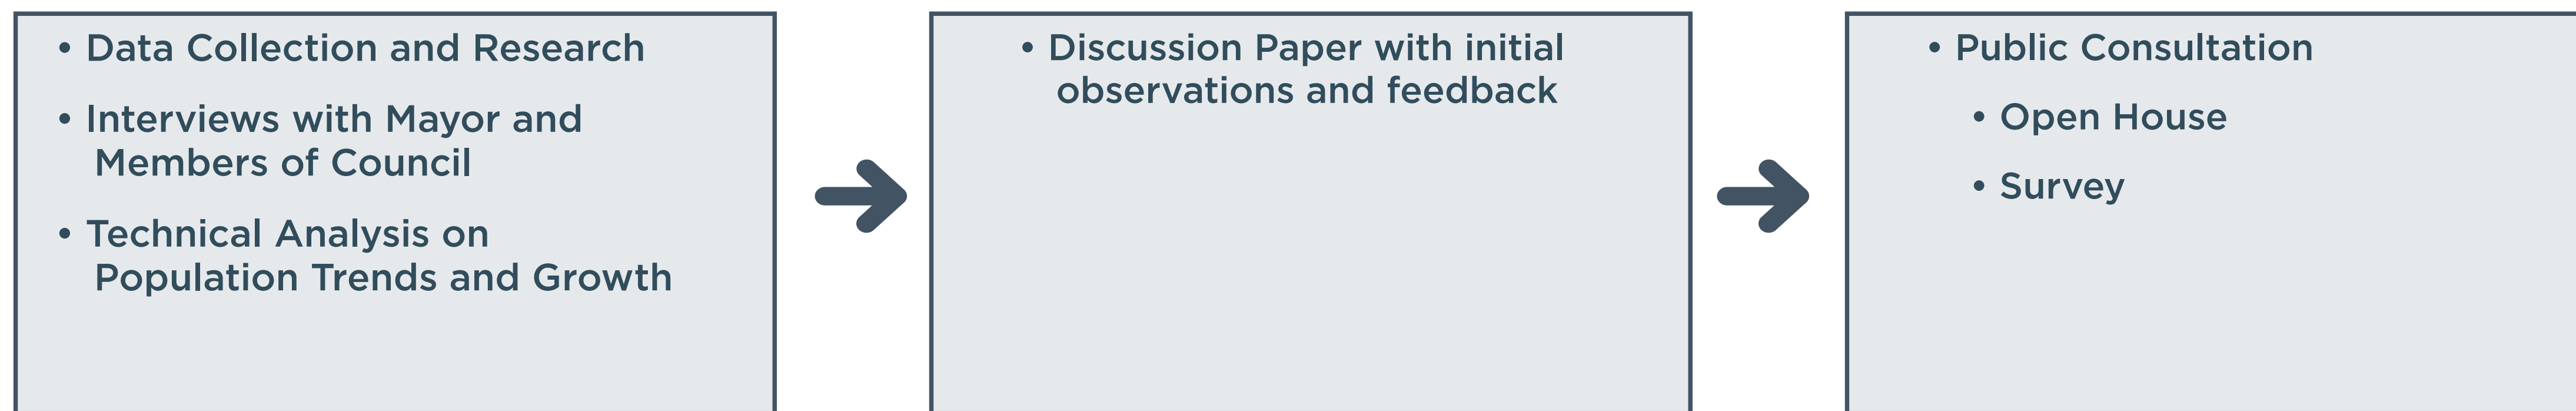 • Data Collection and Research
• Interviews with Mayor and
Members of Council
• Technical Analysis on
Population Trends and Growth
• Discussion Paper with initial
observations and feedback
• Public Consultation
• Open House
• Survey